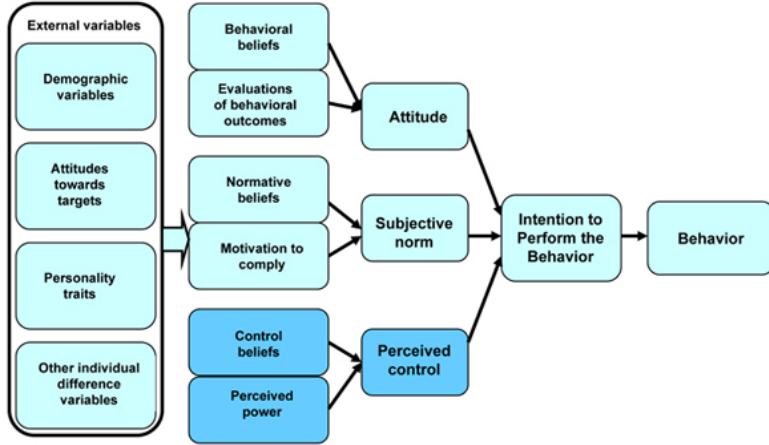 External variables
Demographic
variables
Attitudes
towards
targets
Personality
traits
Other individual
difference
variables
Behavioral
beliefs
Evaluations
of behavioral
outcomes
Normative
beliefs
Motivation to
comply
Control
beliefs
Perceived
power
Attitude
Subjective
norm
Perceived
control
Intention to
Perform the
Behavior
Behavior